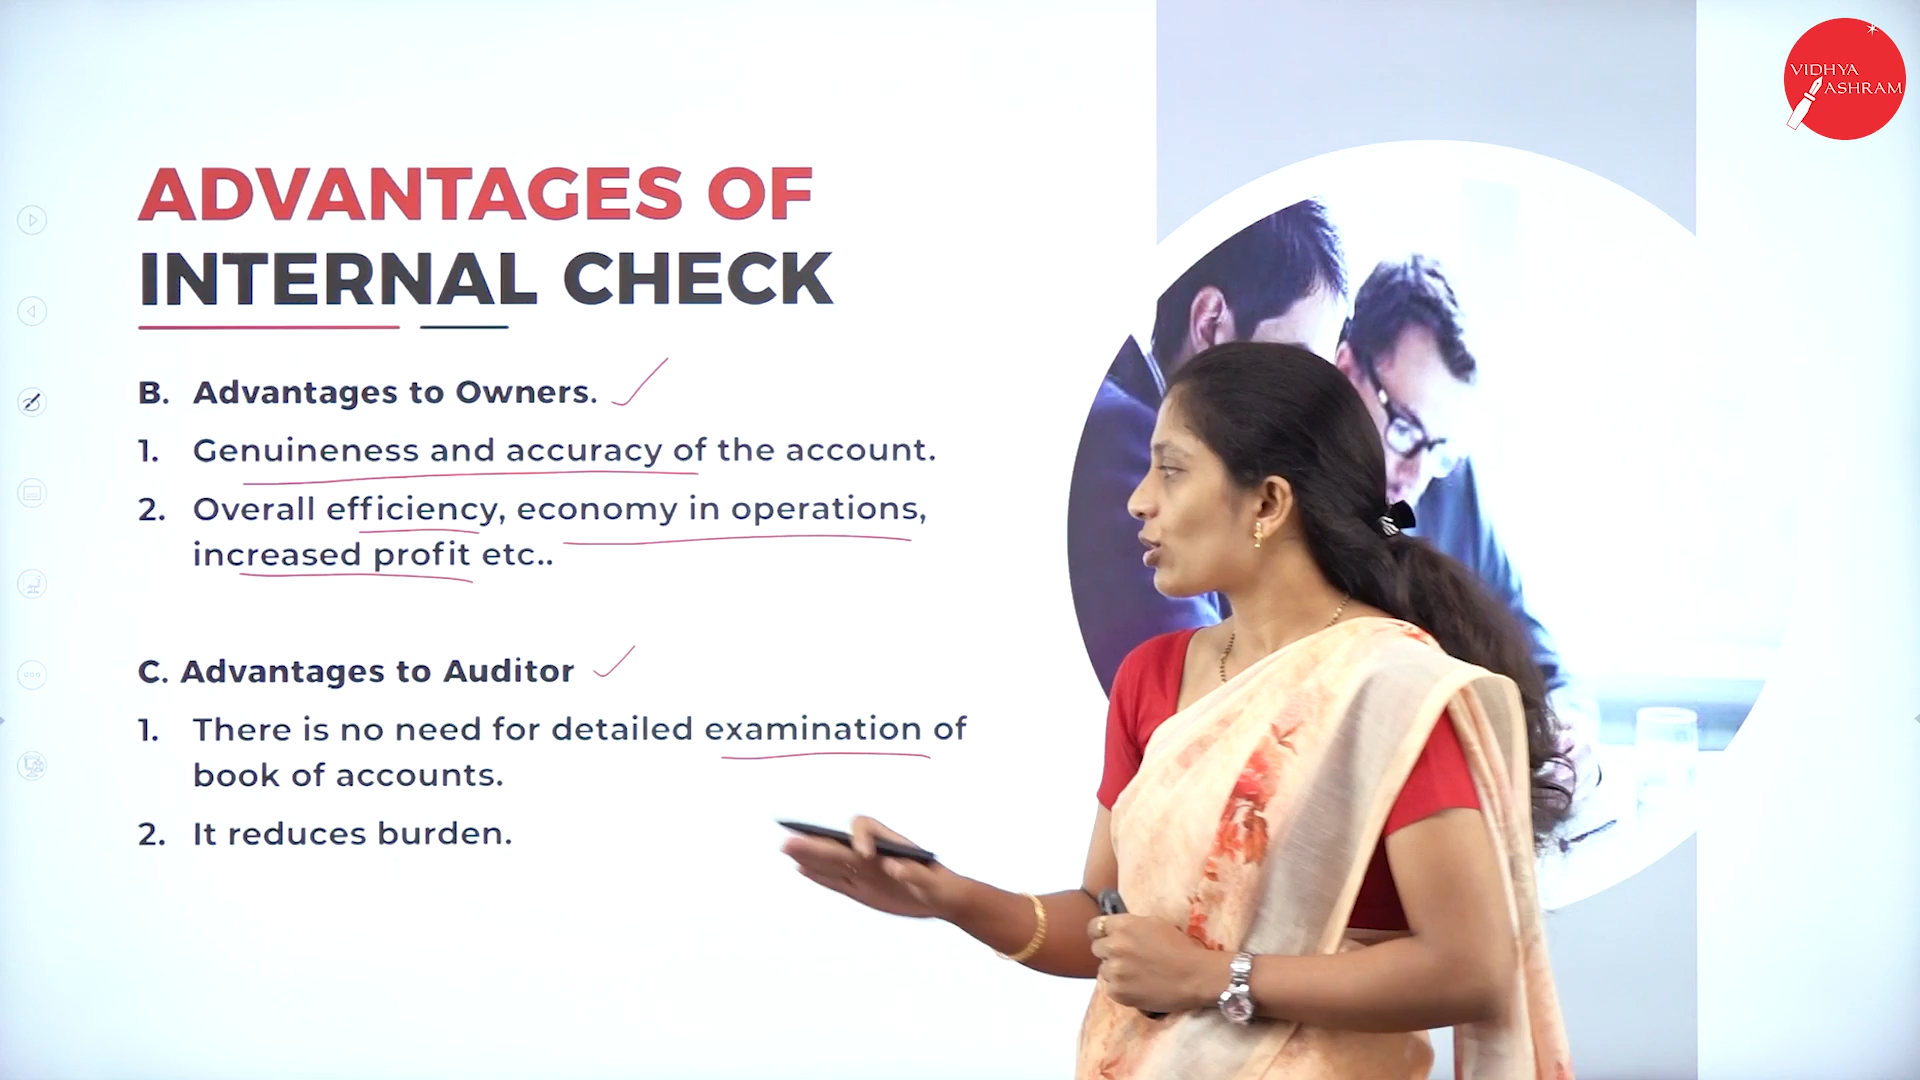 VIDHYA
ASHRAM
ADVANTAGES OF
INTERNAL CHECK
B. Advantages to Owners.
1. Genuineness and accuracy of the account.
2. Overall efficiency, economy in operations,
increased profit etc..
C. Advantages to Auditor
1. There is no need for detailed examination of
book of accounts.
2. It reduces burden.